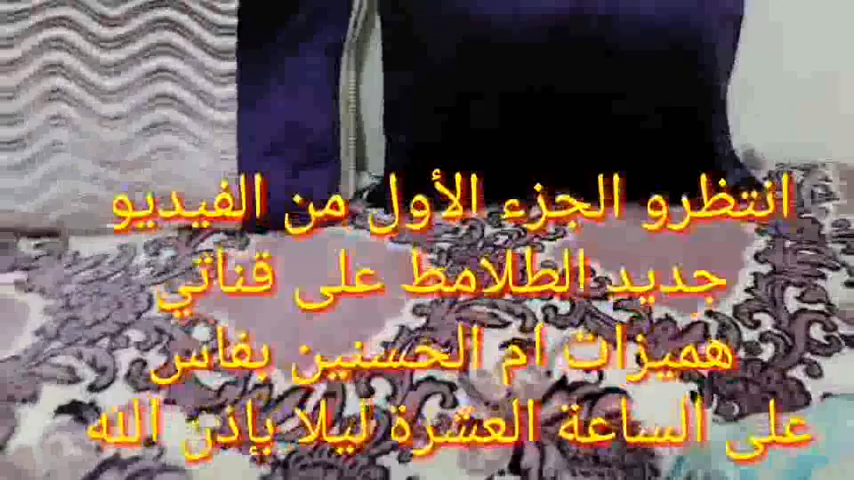 انتظرو الجزء الأول من الفيديو
جديد الطلامط على قناتي
هميزات ام الحسنين بفاس
على الساعة العشرة ليلا بإذن الله